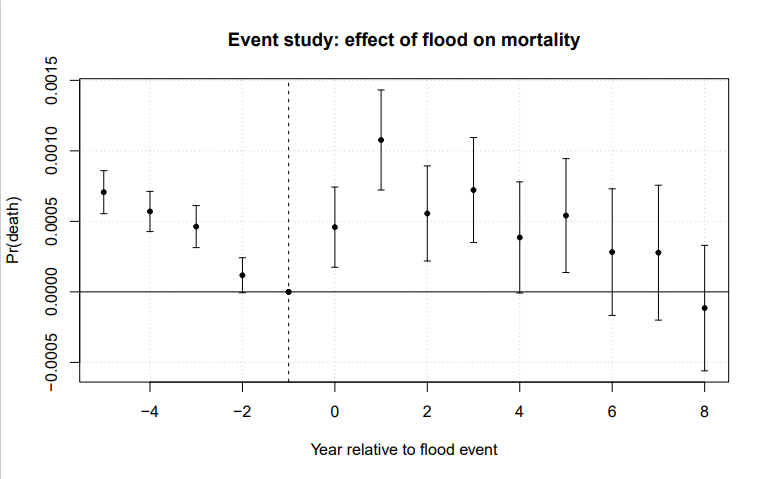 Event study: effect of flood on mortality
Pr(death)
0.0015
0.0010
0.0005
0.0000
−0.0005
−4 −2 0 2 4 6 8
Year relative to flood event